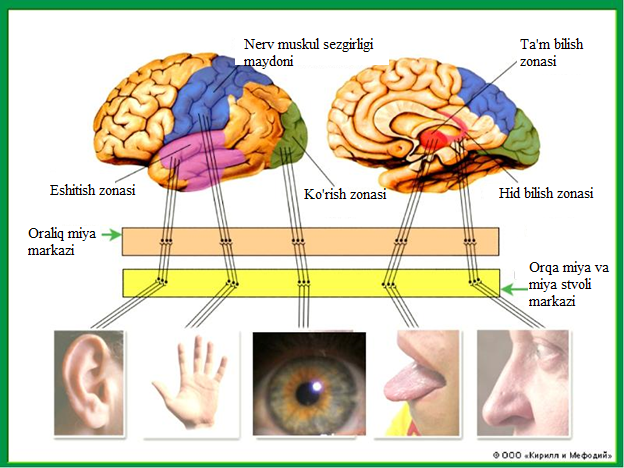 Nerv muskul sezgirligi
maydoni
Ta'm bilish
zonasi
Eshitish zonasi
Ko'rish zonasi
Hid bilish zonasi
Oraliq miya
markazi
Orqa miya va
miya stvoli
markazi
© ООО «Кирилл и Мефодий»